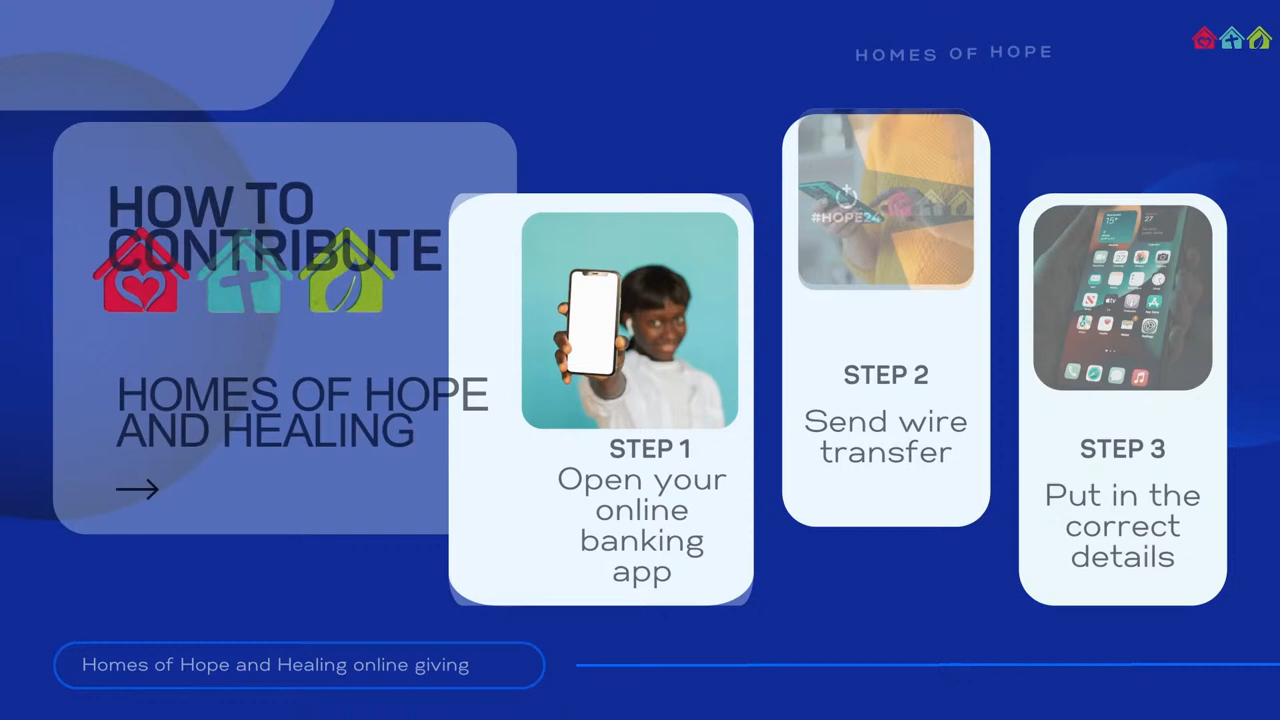 HOMES OF HOPE
HOW TO
CONTRIBUTE
HOMES OF HOPE
AND HEALING
STEP 1
Open your
online
banking
app
#HOPE24
STEP 2
Send wire
transfer
STEP 3
Put in the
correct
details
Homes of Hope and Healing online giving